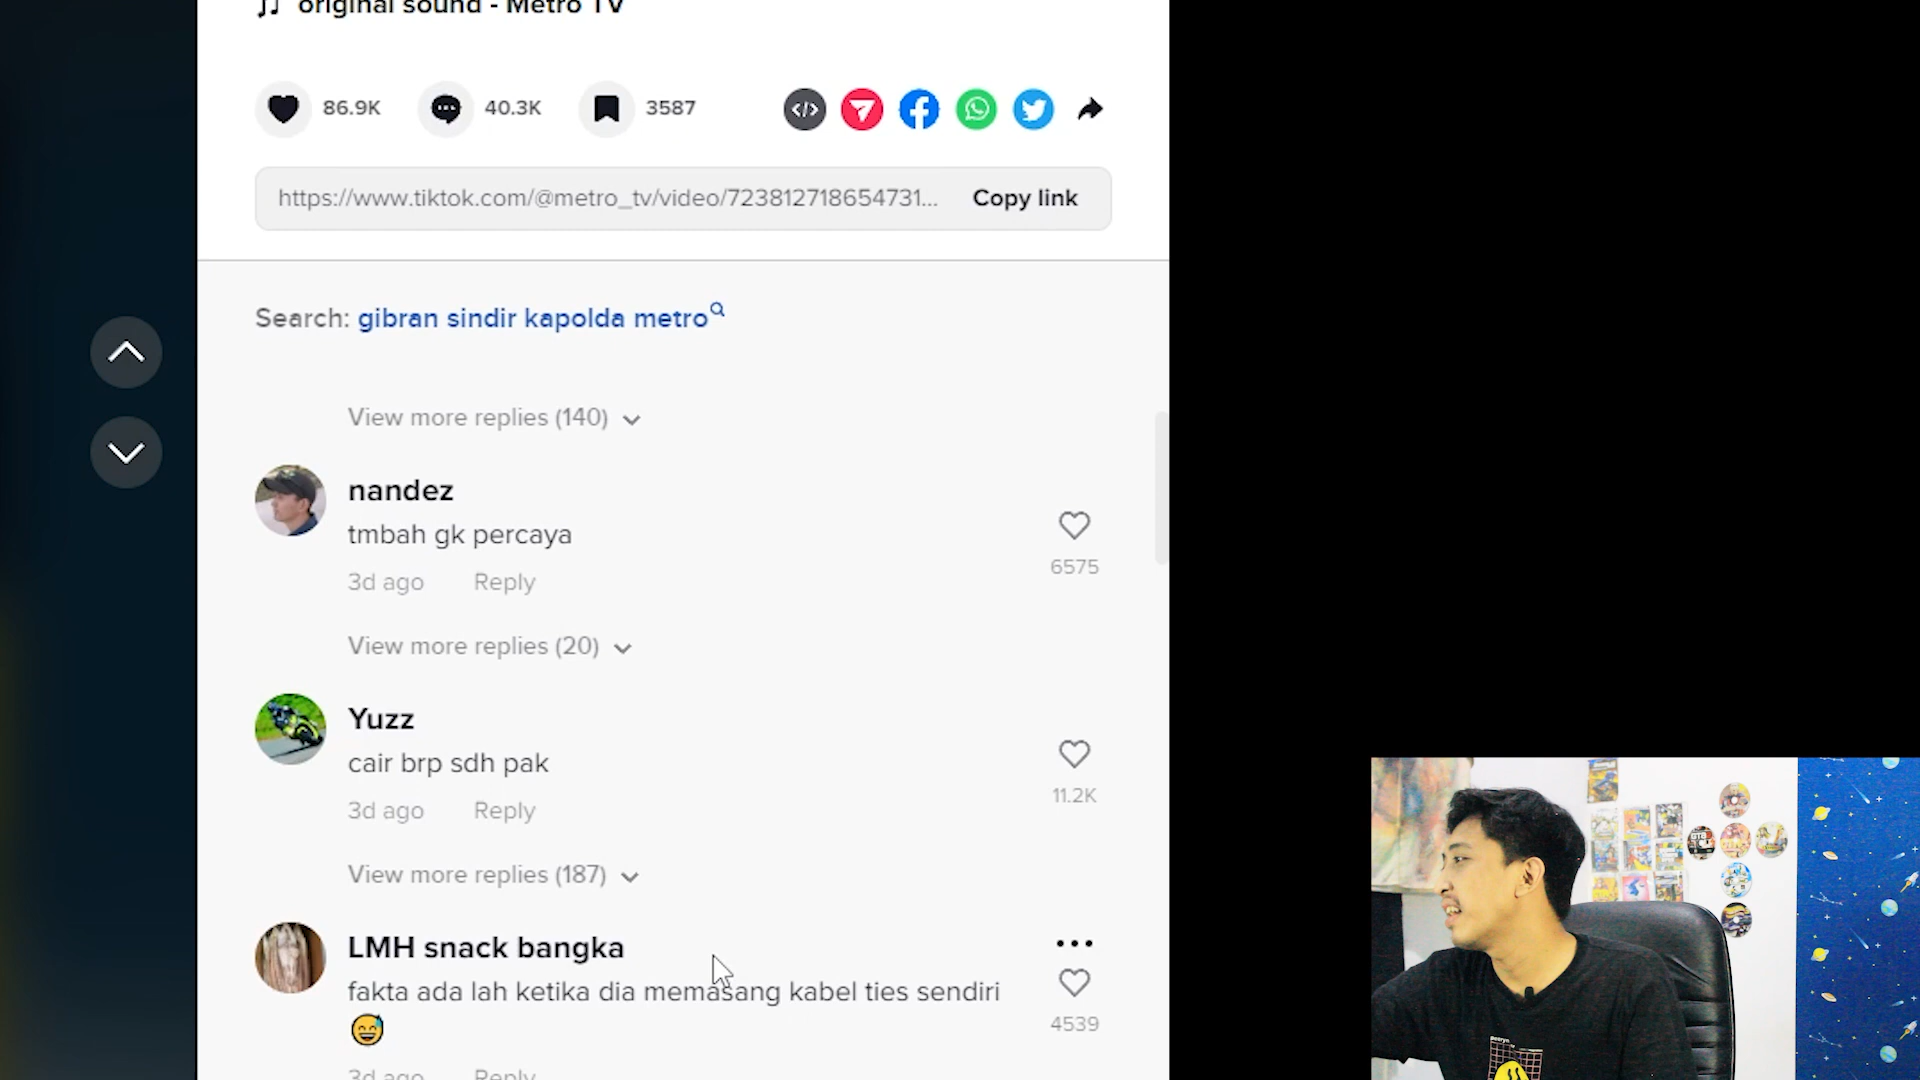 original sound - Metro TV
86.9K 40.3K 3587
https://www.tiktok.com/@metro_tv/video/723812718654731... Copy link
Search: gibran sindir kapolda metro
View more replies (140)
nandez
tmbah gk percaya
6575
3d ago Reply
View more replies (20)
Yuzz
cair brp sdh pak
11.2K
3d ago Reply
View more replies (187)
LMH snack bangka
fakta ada lah ketika dia memasang kabel ties sendiri
4539
3d ago Reply